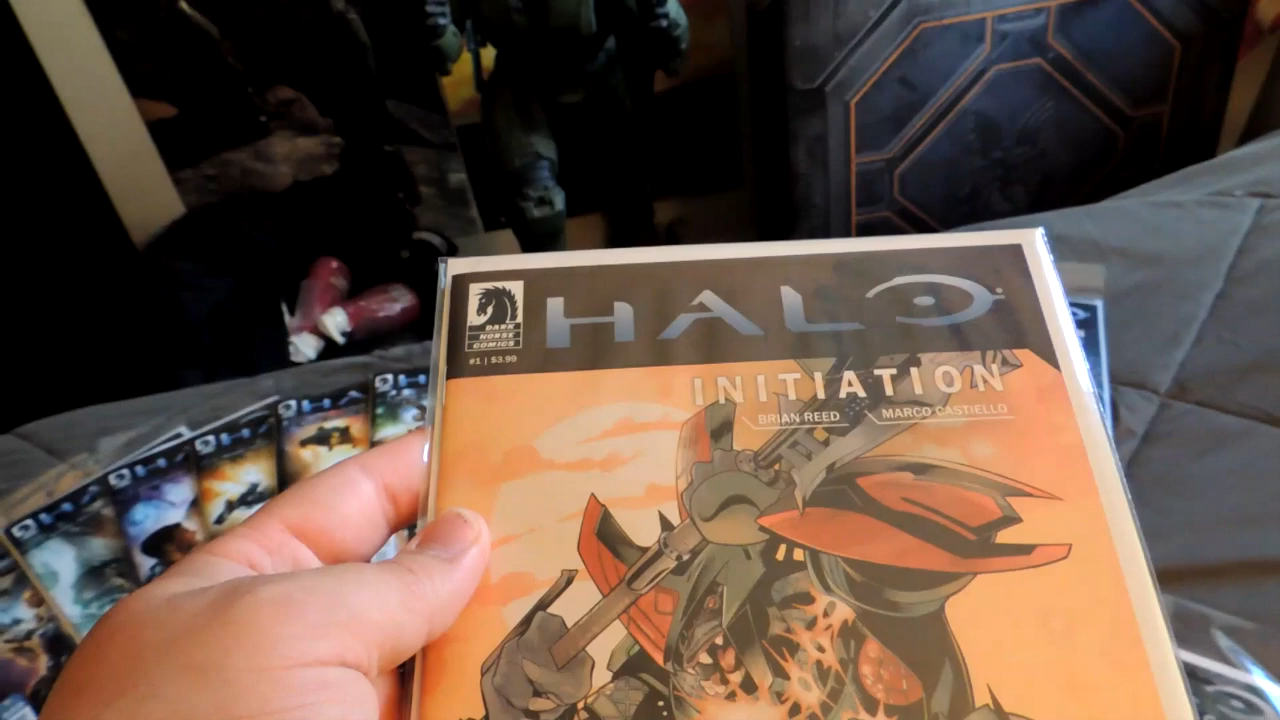 DARK
HORSE
COMICS
HALO
#1 | $3.99
INITIATION
BRIAN REED
MARCO CASTIELLO